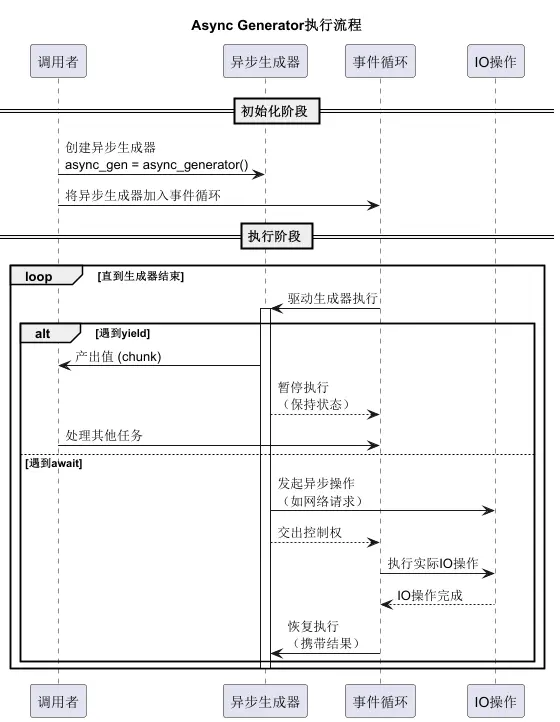 Async Generator执行流程
调用者
异步生成器
事件循环
IO操作
初始化阶段
创建异步生成器
async_gen = async_generator()
将异步生成器加入事件循环
执行阶段
loop [直到生成器结束]
驱动生成器执行
alt [遇到yield]
产出值 (chunk)
暂停执行
（保持状态）
处理其他任务
[遇到await]
发起异步操作
（如网络请求）
交出控制权
执行实际IO操作
IO操作完成
恢复执行
（携带结果）
调用者
异步生成器
事件循环
IO操作